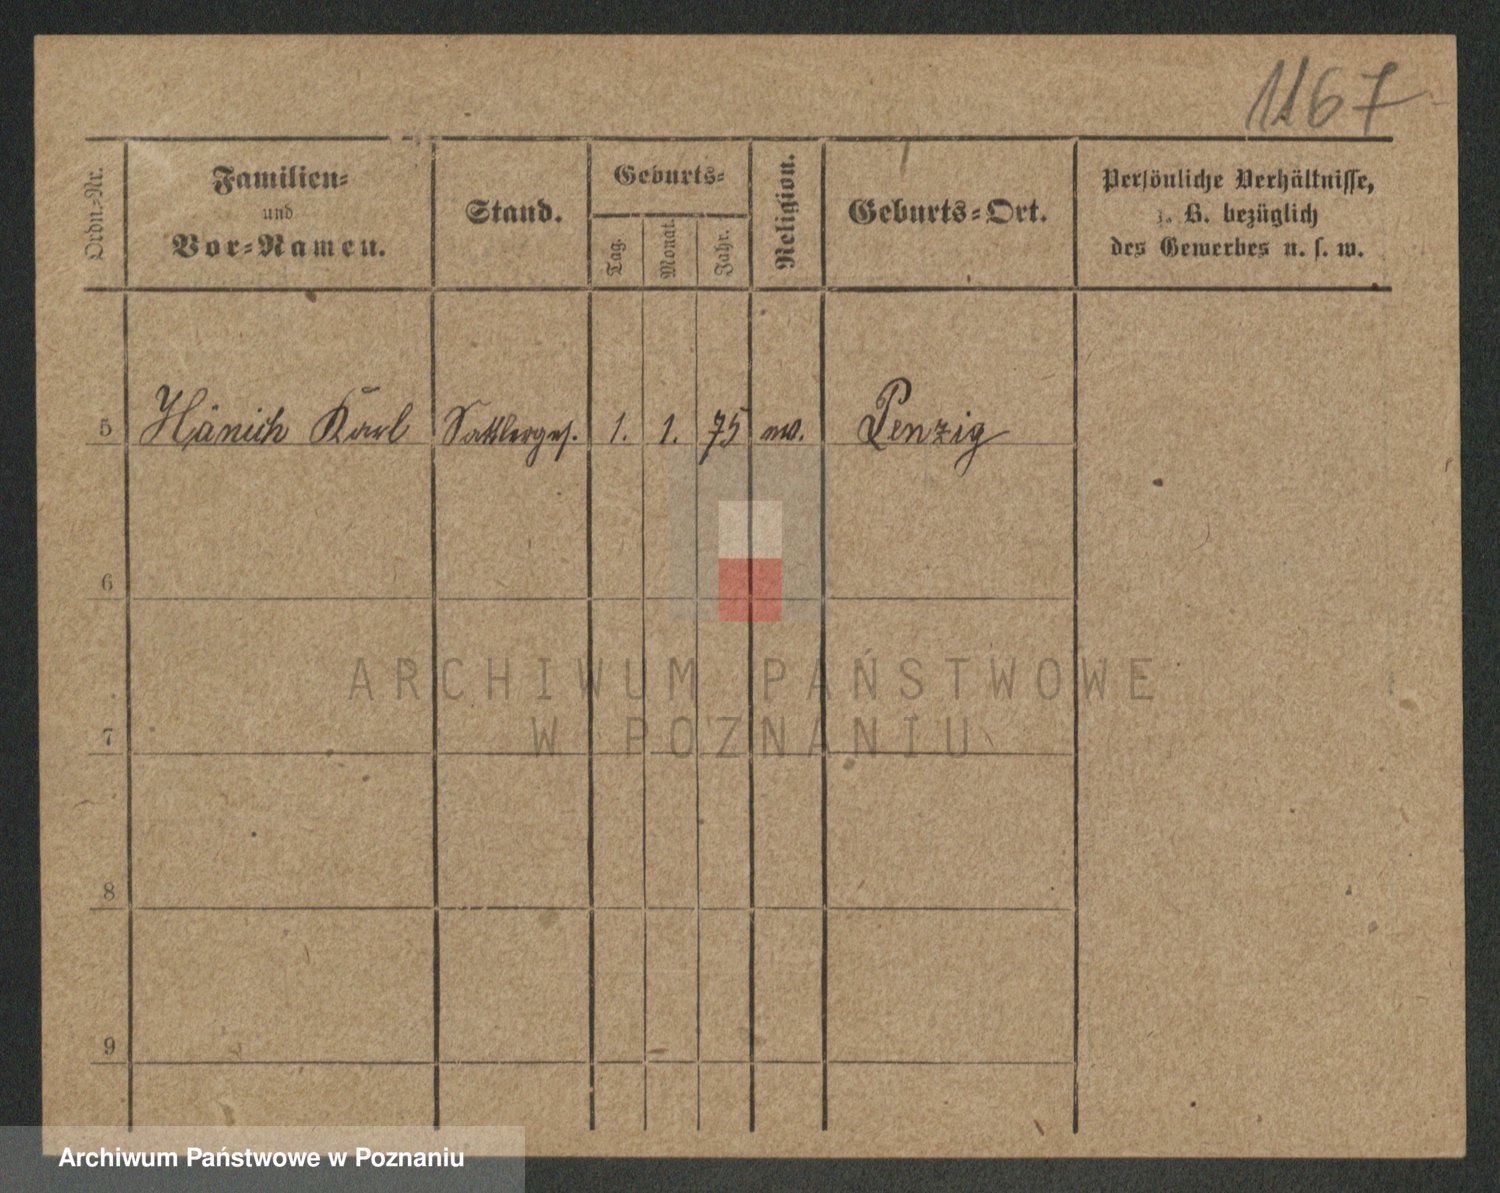 1167
Ordn.-Nr.
Familien-
und
Vor-Namen.
Stand.
Geburts-
Tag.
Monat.
Jahr.
Religion.
Geburts-Ort.
Persönliche Verhältnisse,
z. B. bezüglich
des Gewerbes u. s. w.
5 Hänich Karl Sattlerges. 1. 1. 75 ev. Penzig
6
7
8
9
ARCHIWUM PAŃSTWOWE
W POZNANIU
Archiwum Państwowe w Poznaniu